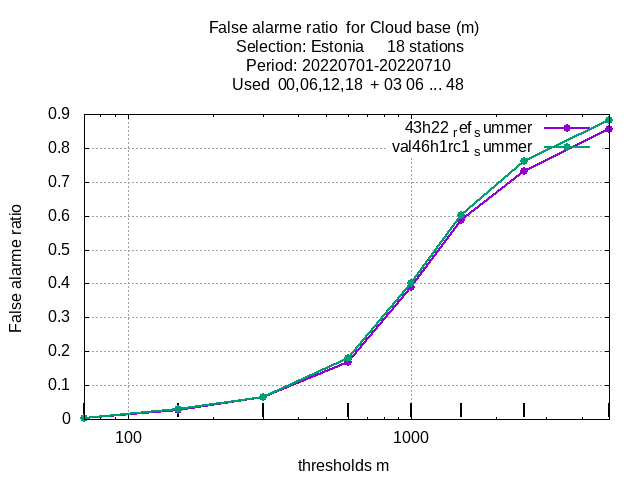 False alarme ratio for Cloud base (m)
Selection: Estonia 18 stations
Period: 20220701-20220710
Used 00,06,12,18 + 03 06 ... 48
43h22 ref summer
val46h1rc1 summer
0.9
0.8
0.7
0.6
0.5
0.4
0.3
0.2
0.1
0
False alarme ratio
100
1000
thresholds m